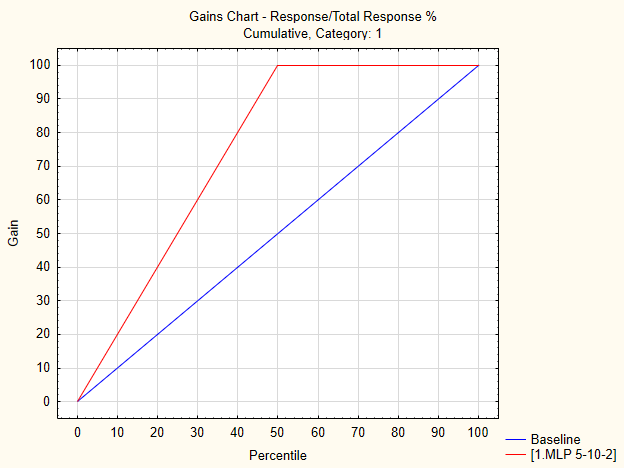 Gains Chart - Response/Total Response %
Cumulative, Category: 1
100
90
80
70
60
50
40
30
20
10
0
Gain
0 10 20 30 40 50 60 70 80 90 100
Percentile
Baseline
[1.MLP 5-10-2]